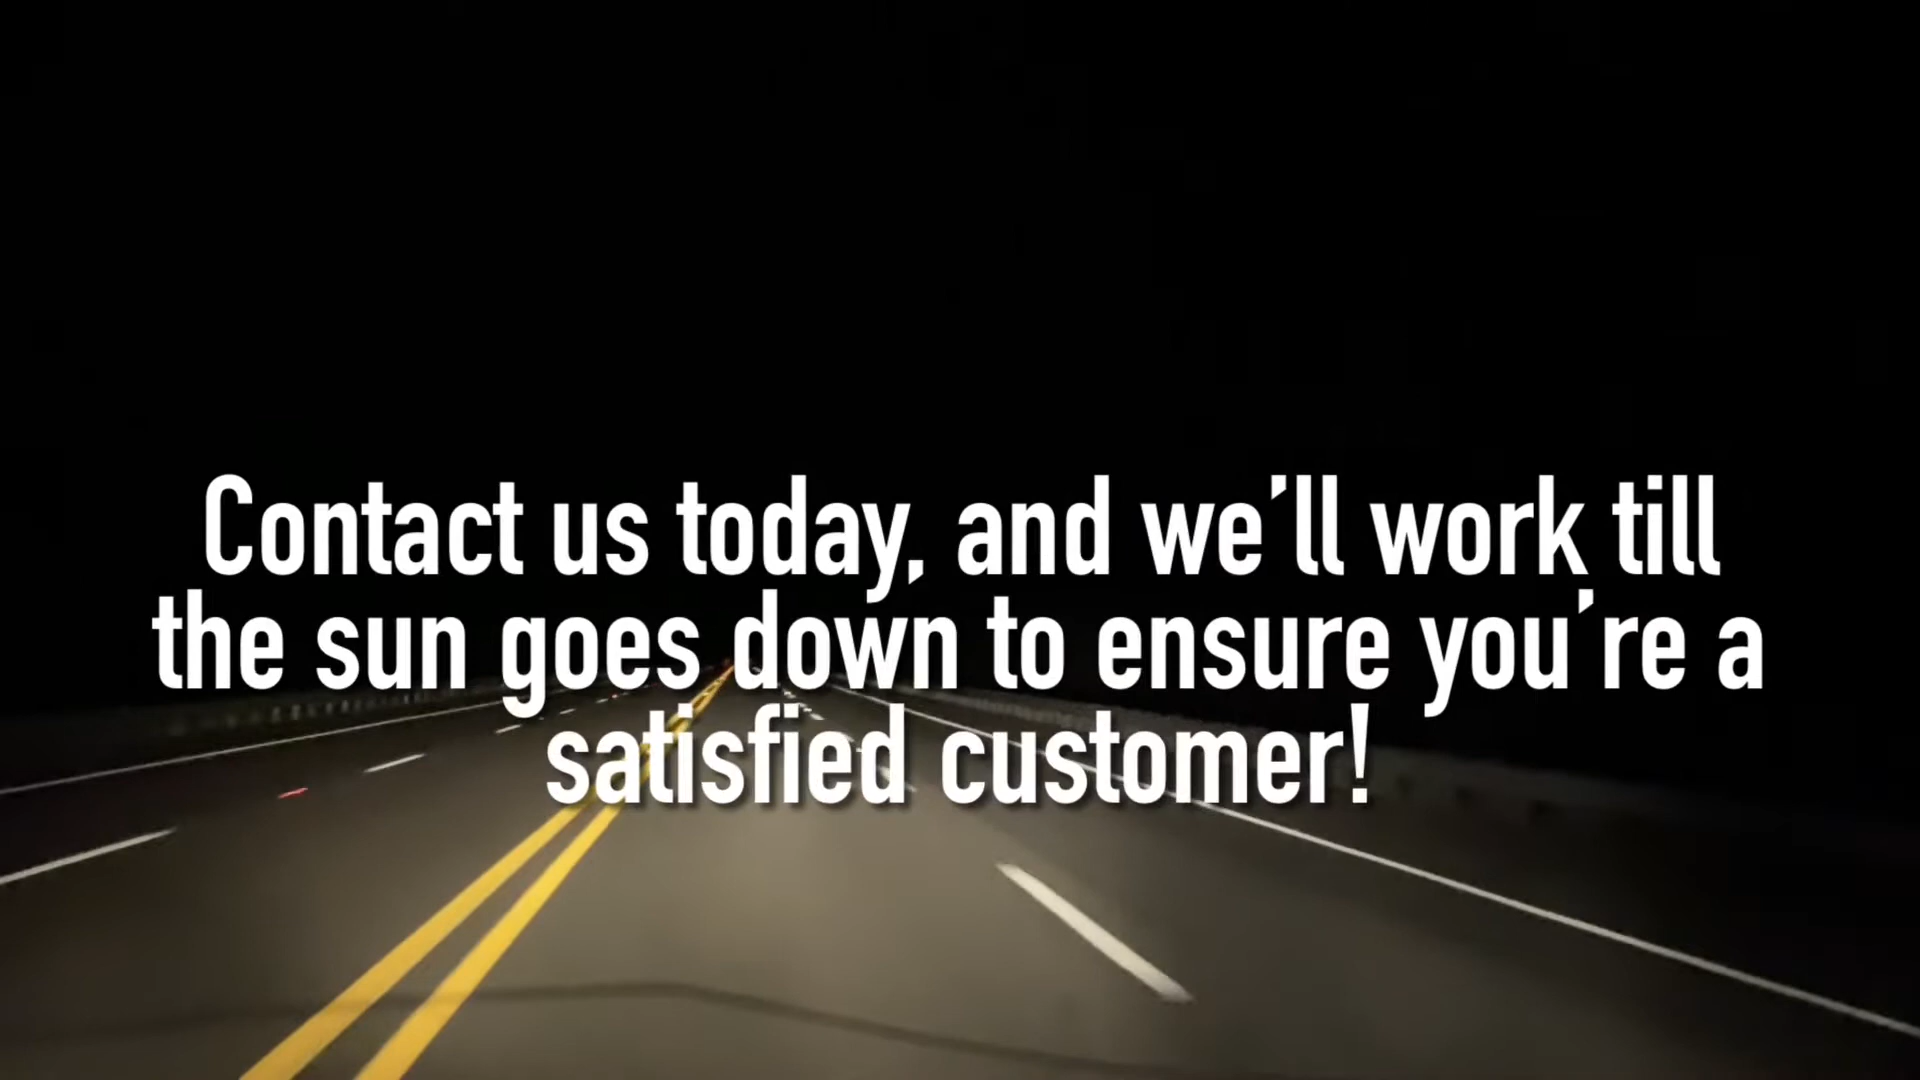 Contact us today, and we’ll work till
the sun goes down to ensure you’re a
satisfied customer!